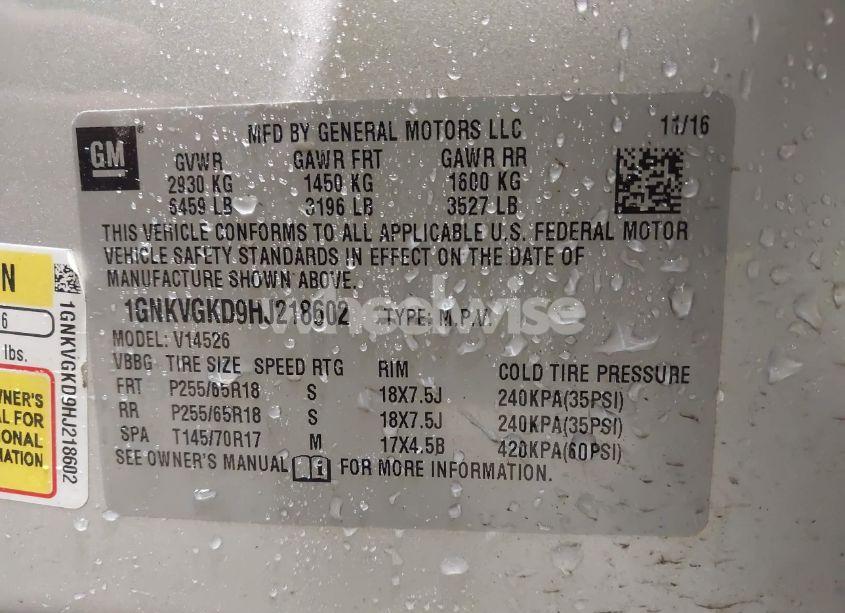 GM
MFD BY GENERAL MOTORS LLC 11/16
GVWR GAWR FRT GAWR RR
2930 KG 1450 KG 1600 KG
6459 LB 3196 LB 3527 LB
THIS VEHICLE CONFORMS TO ALL APPLICABLE U.S. FEDERAL MOTOR
VEHICLE SAFETY STANDARDS IN EFFECT ON THE DATE OF
MANUFACTURE SHOWN ABOVE.
1GNKVGKD9HJ218602 TYPE: M.P.V.
MODEL: V14526
VBBG TIRE SIZE SPEED RTG RIM COLD TIRE PRESSURE
FRT P255/65R18 S 18X7.5J 240KPA(35PSI)
RR P255/65R18 S 18X7.5J 240KPA(35PSI)
SPA T145/70R17 M 17X4.5B 420KPA(60PSI)
SEE OWNER'S MANUAL FOR MORE INFORMATION.
N
6
lbs.
WNER'S
AL FOR
IONAL
MATION
1GNKVGKD9HJ218602